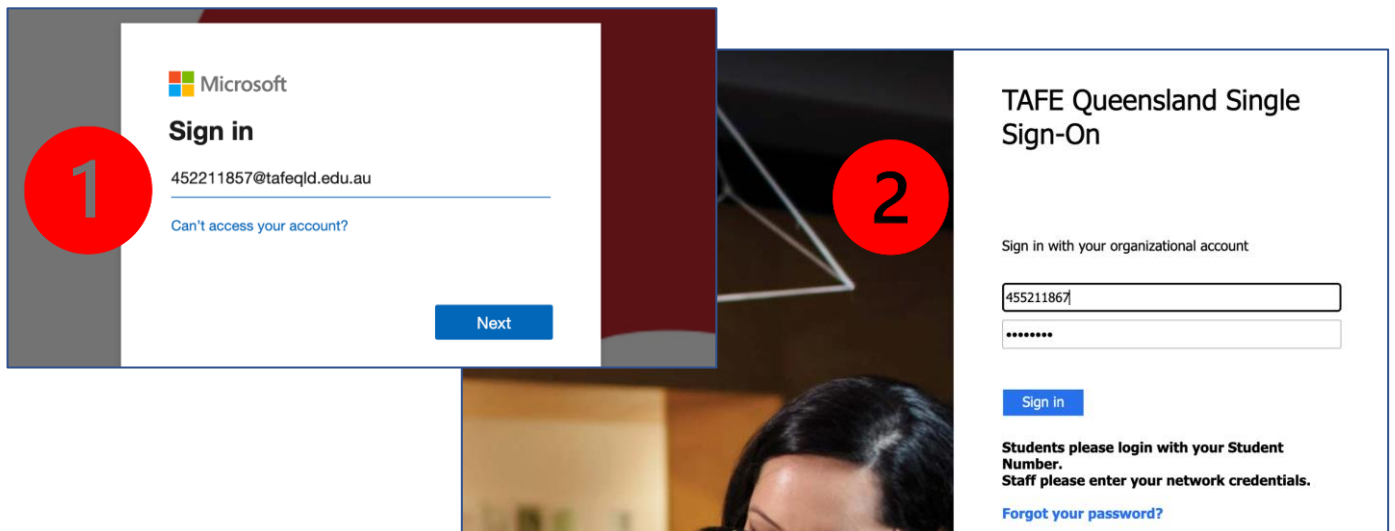 1
Microsoft
Sign in
452211857@tafeqld.edu.au
Can't access your account?
Next
2
TAFE Queensland Single
Sign-On
Sign in with your organizational account
455211867
••••••••
Sign in
Students please login with your Student
Number.
Staff please enter your network credentials.
Forgot your password?